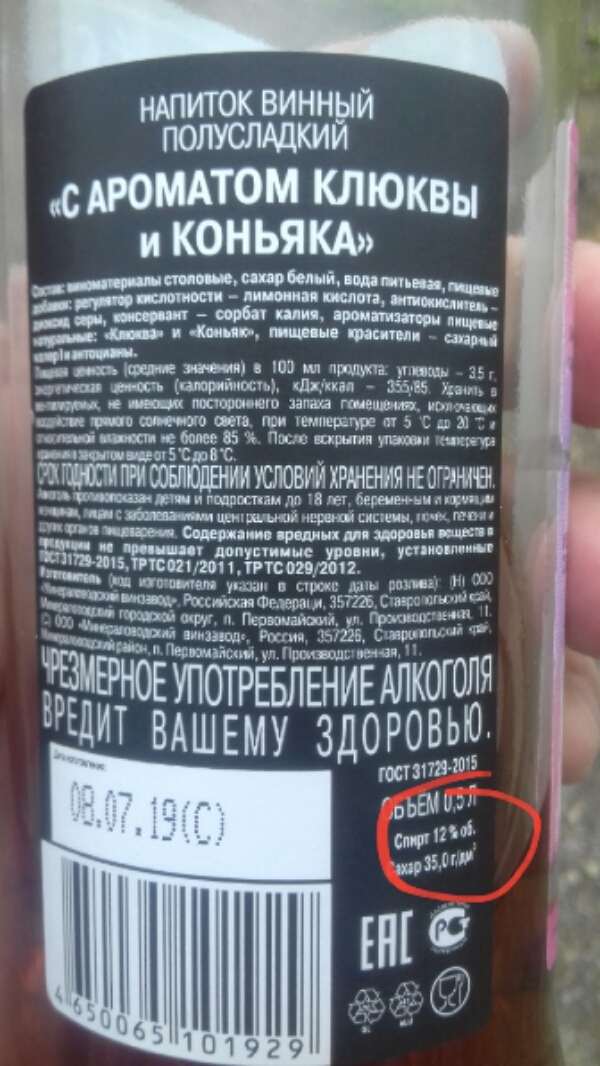 НАПИТОК ВИННЫЙ
ПОЛУСЛАДКИЙ
«С АРОМАТОМ КЛЮКВЫ
и КОНЬЯКА»
Состав: виноматериалы столовые, сахар белый, вода питьевая, пищевые
добавки: регулятор кислотности – лимонная кислота, антиокислитель –
диоксид серы, консервант – сорбат калия, ароматизаторы пищевые
натуральные: «Клюква» и «Коньяк», пищевые красители – сахарный
колер I и антоцианы.
Пищевая ценность (средние значения) в 100 мл продукта: углеводы – 3.5 г,
энергетическая ценность (калорийность), кДж/ккал – 355/85. Хранить в
вентилируемых, не имеющих постороннего запаха помещениях, исключающих
воздействие прямого солнечного света, при температуре от 5 °С до 20 °С и
относительной влажности не более 85 %. После вскрытия упаковки температура
хранения в закрытом виде от 5 °С до 8 °С.
СРОК ГОДНОСТИ ПРИ СОБЛЮДЕНИИ УСЛОВИЙ ХРАНЕНИЯ НЕ ОГРАНИЧЕН.
Алкоголь противопоказан детям и подросткам до 18 лет, беременным и кормящим
женщинам, лицам с заболеваниями центральной нервной системы, почек, печени и
других органов пищеварения. Содержание вредных для здоровья веществ в
продукции не превышает допустимые уровни, установленные
ГОСТ 31729-2015, ТР ТС 021/2011, ТР ТС 029/2012.
Изготовитель (код изготовителя указан в строке даты розлива): (Н) ООО
«Минераловодский винзавод», Российская Федерация, 357226, Ставропольский край,
Минераловодский городской округ, п. Первомайский, ул. Производственная, 11.
(С) ООО «Минераловодский винзавод», Россия, 357226, Ставропольский край,
Минераловодский район, п. Первомайский, ул. Производственная, 11.
ЧРЕЗМЕРНОЕ УПОТРЕБЛЕНИЕ АЛКОГОЛЯ
ВРЕДИТ ВАШЕМУ ЗДОРОВЬЮ.
Дата изготовления:
08.07.19(С)
ГОСТ 31729-2015
ОБЪЕМ 0,5 Л
Спирт 12 % об.
Сахар 35,0 г/дм³
ЕАС
РСТ
4 650065 101929